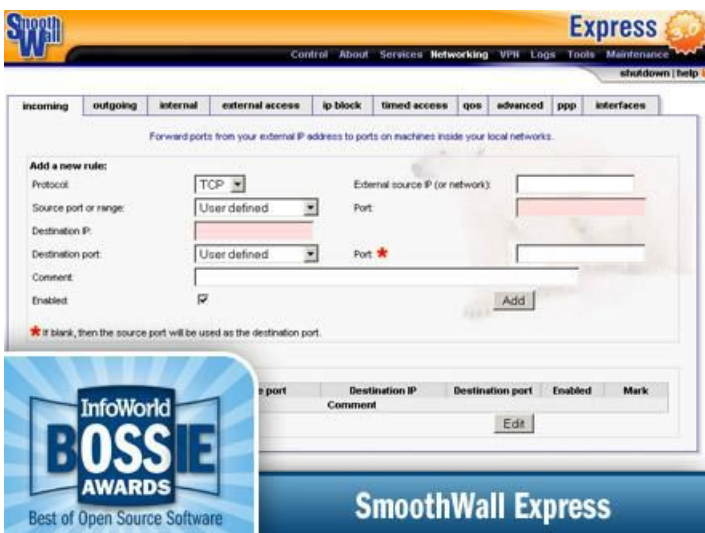 Smooth Wall
Express 3.0
Control About Services Networking VPN Logs Tools Maintenance
shutdown | help
incoming outgoing internal external access ip block timed access qos advanced ppp interfaces
Forward ports from your external IP address to ports on machines inside your local networks.
Add a new rule:
Protocol: TCP External source IP (or network):
Source port or range: User defined Port:
Destination IP:
Destination port: User defined Port: *
Comment:
Enabled: Add
* If blank, then the source port will be used as the destination port.
port Destination IP Destination port Enabled Mark
Comment
Edit
InfoWorld
BOSSIE
AWARDS
Best of Open Source Software
SmoothWall Express